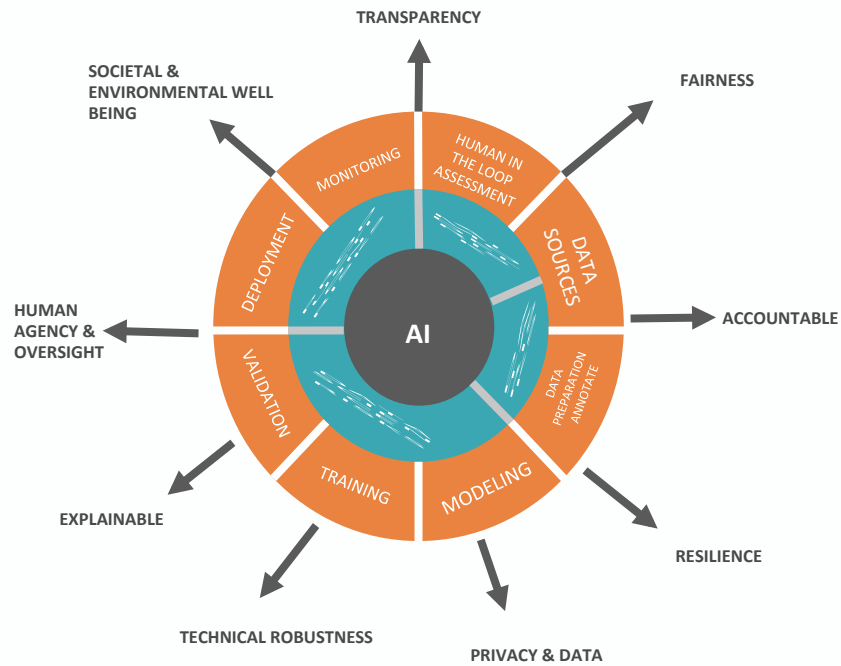 TRANSPARENCY
SOCIETAL &
ENVIRONMENTAL WELL
BEING
FAIRNESS
MONITORING
HUMAN IN
THE LOOP
ASSESSMENT
DEPLOYMENT
DATA
SOURCES
HUMAN
AGENCY &
OVERSIGHT
AI
ACCOUNTABLE
VALIDATION
DATA
PREPARATION
ANNOTATE
TRAINING
MODELING
EXPLAINABLE
RESILIENCE
TECHNICAL ROBUSTNESS
PRIVACY & DATA